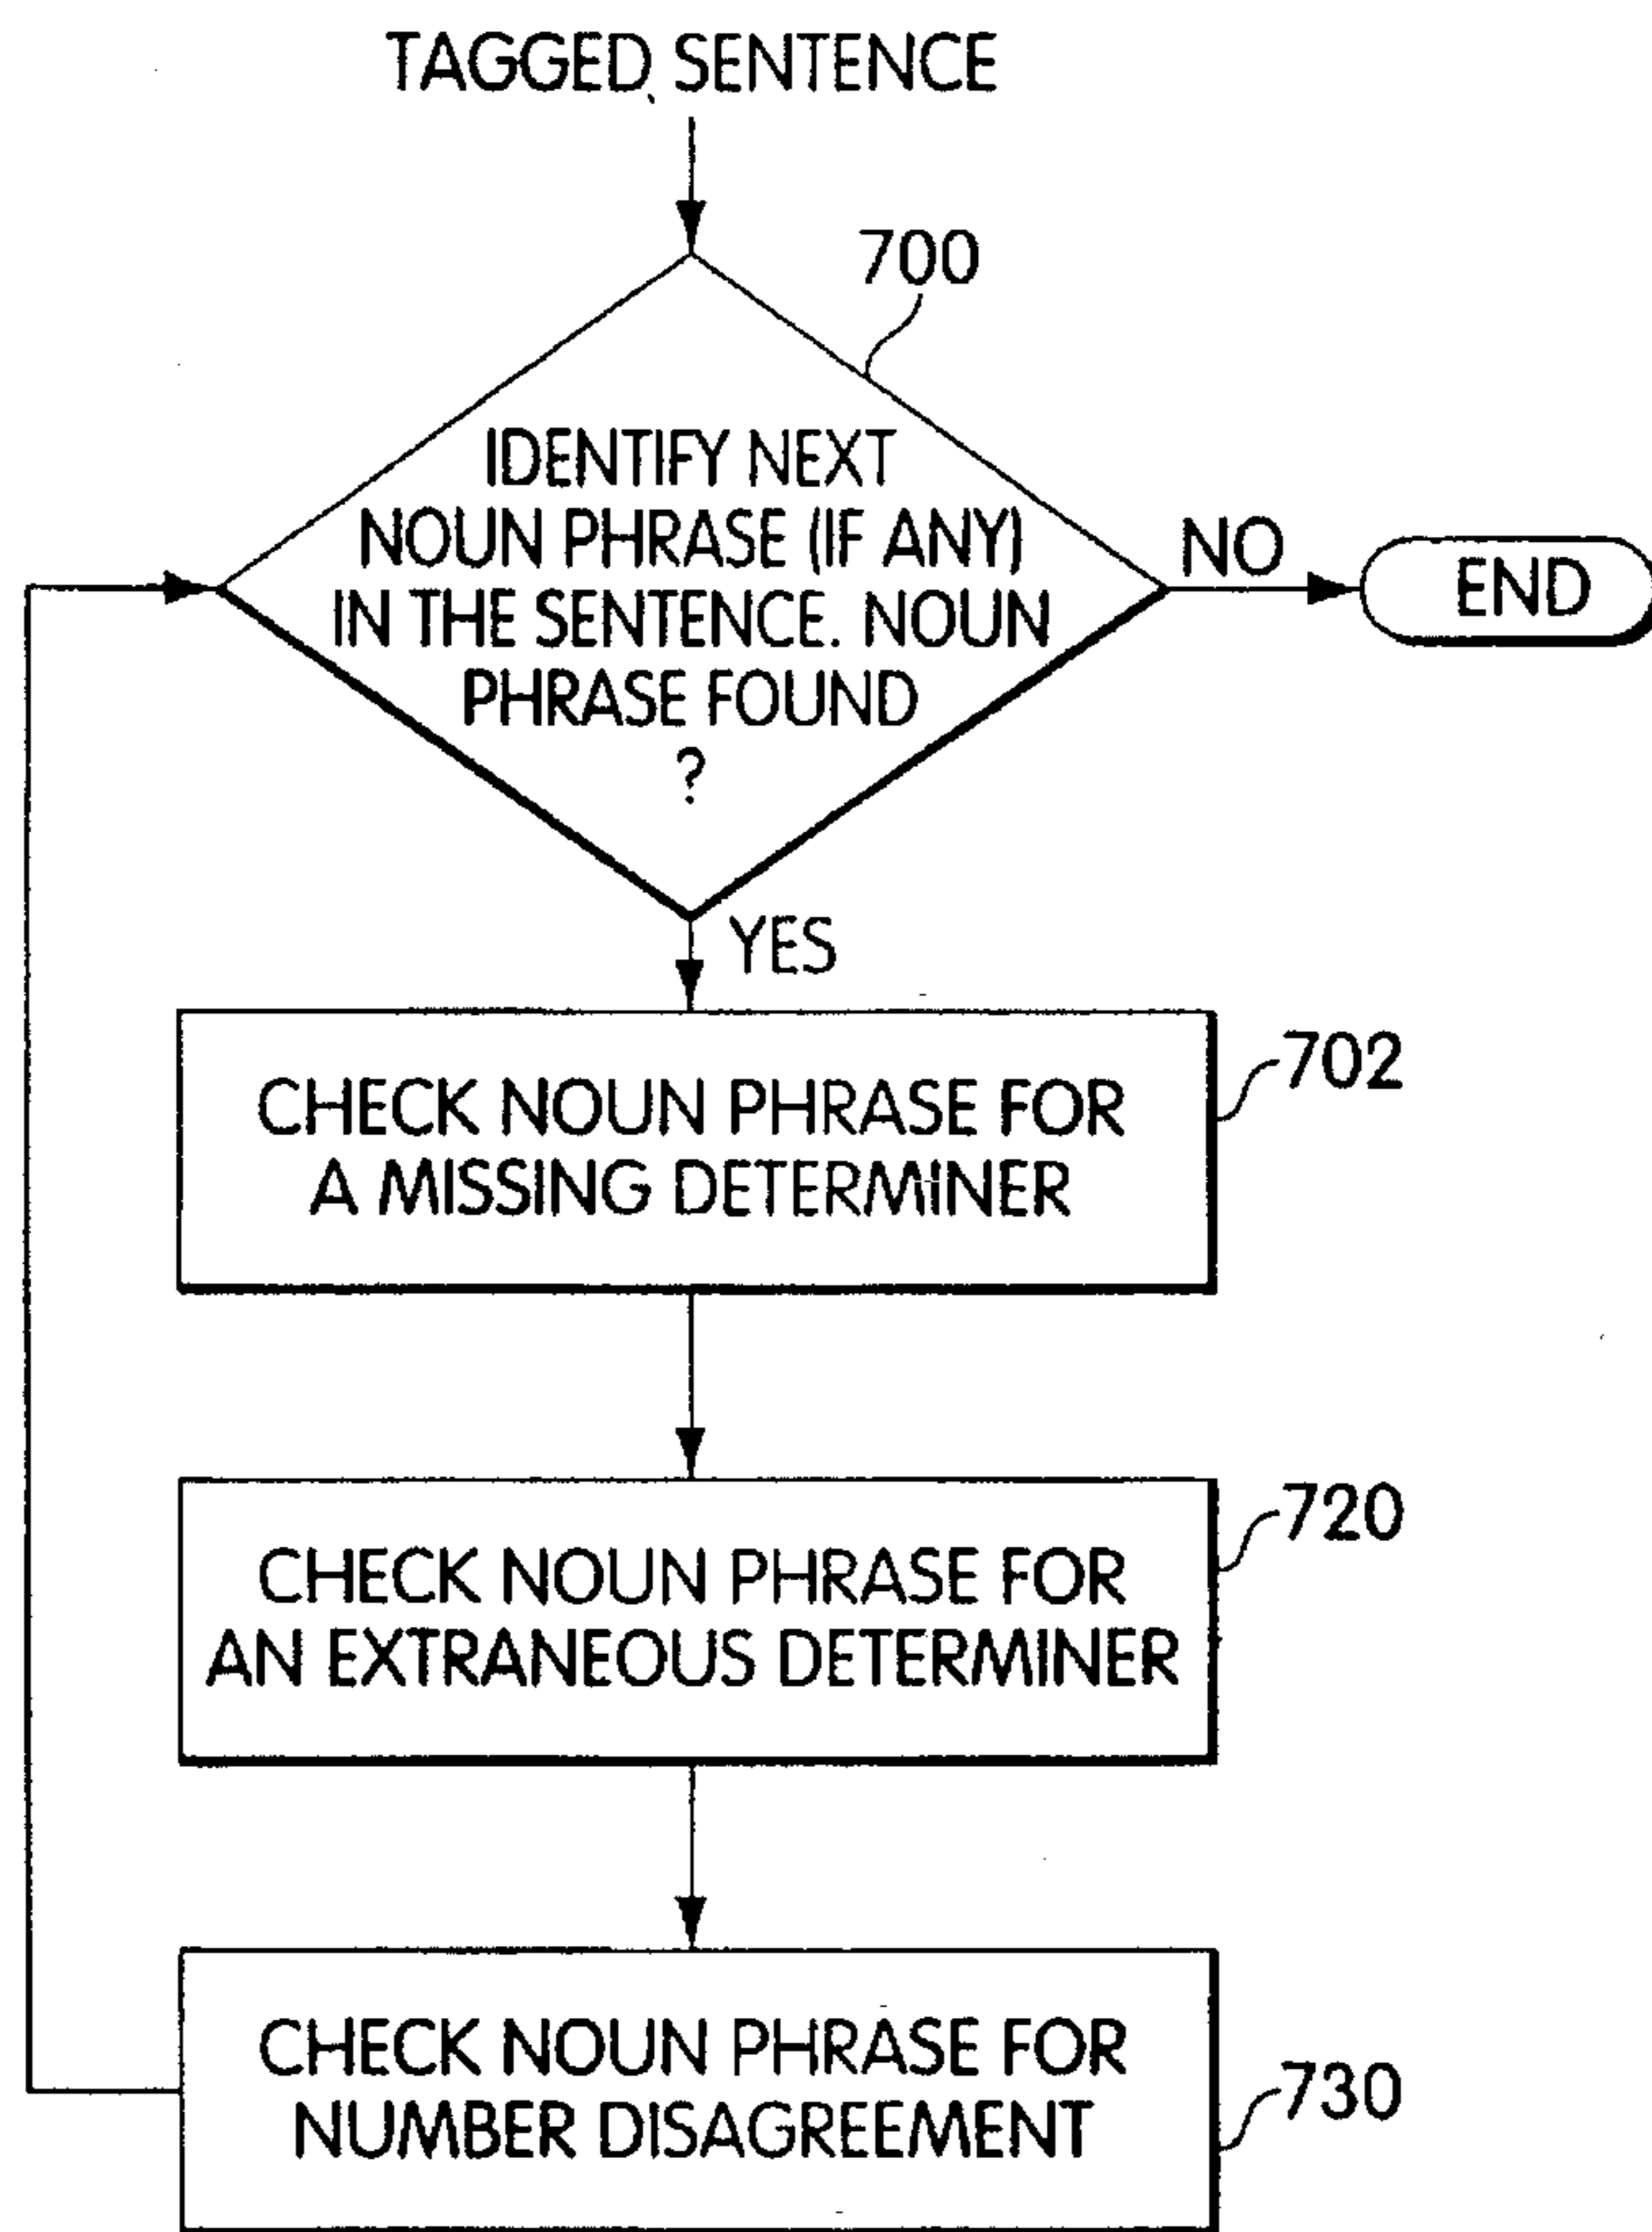 TAGGED SENTENCE
700
IDENTIFY NEXT
NOUN PHRASE (IF ANY)
IN THE SENTENCE. NOUN
PHRASE FOUND
?
NO
END
YES
702
CHECK NOUN PHRASE FOR
A MISSING DETERMINER
720
CHECK NOUN PHRASE FOR
AN EXTRANEOUS DETERMINER
CHECK NOUN PHRASE FOR
NUMBER DISAGREEMENT
730